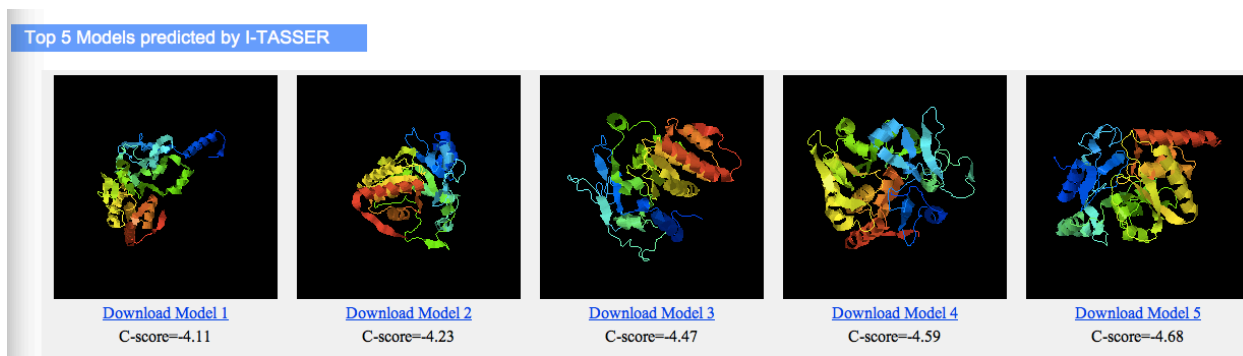 Top 5 Models predicted by I-TASSER
Download Model 1 Download Model 2 Download Model 3 Download Model 4 Download Model 5
C-score=-4.11 C-score=-4.23 C-score=-4.47 C-score=-4.59 C-score=-4.68